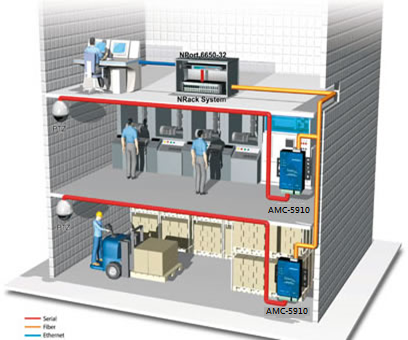 NPort 6650-32
NRack System
PTZ
AMC-5910
PTZ
AMC-5910
Serial
Fiber
Ethernet